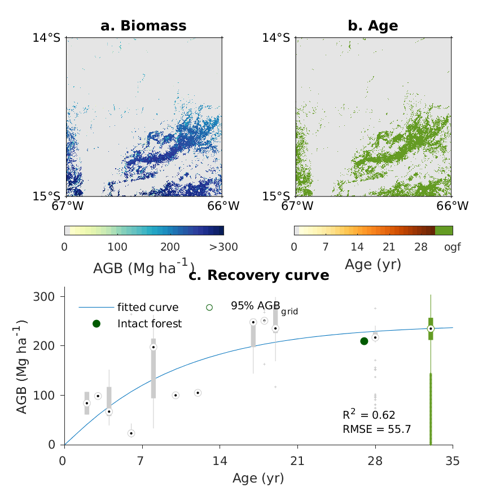 a. Biomass
b. Age
14°S
14°S
15°S
15°S
67°W
66°W
67°W
66°W
0
100
200
>300
0
7
14
21
28
ogf
AGB (Mg ha⁻¹)
Age (yr)
c. Recovery curve
300
200
100
0
AGB (Mg ha⁻¹)
fitted curve
95% AGB grid
Intact forest
R² = 0.62
RMSE = 55.7
0
7
14
21
28
35
Age (yr)